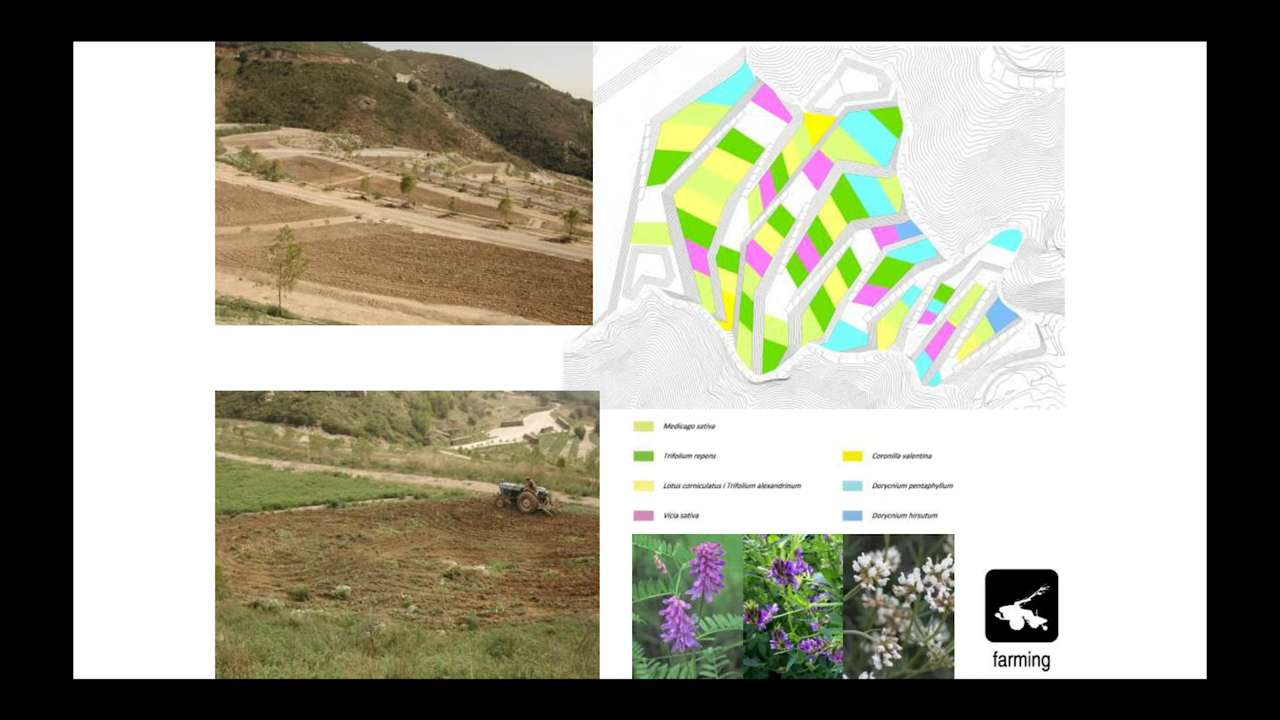 Medicago sativa
Trifolium repens
Lotus corniculatus i Trifolium alexandrinum
Vicia sativa
Coronilla valentina
Dorycnium pentaphyllum
Dorycnium hirsutum
farming